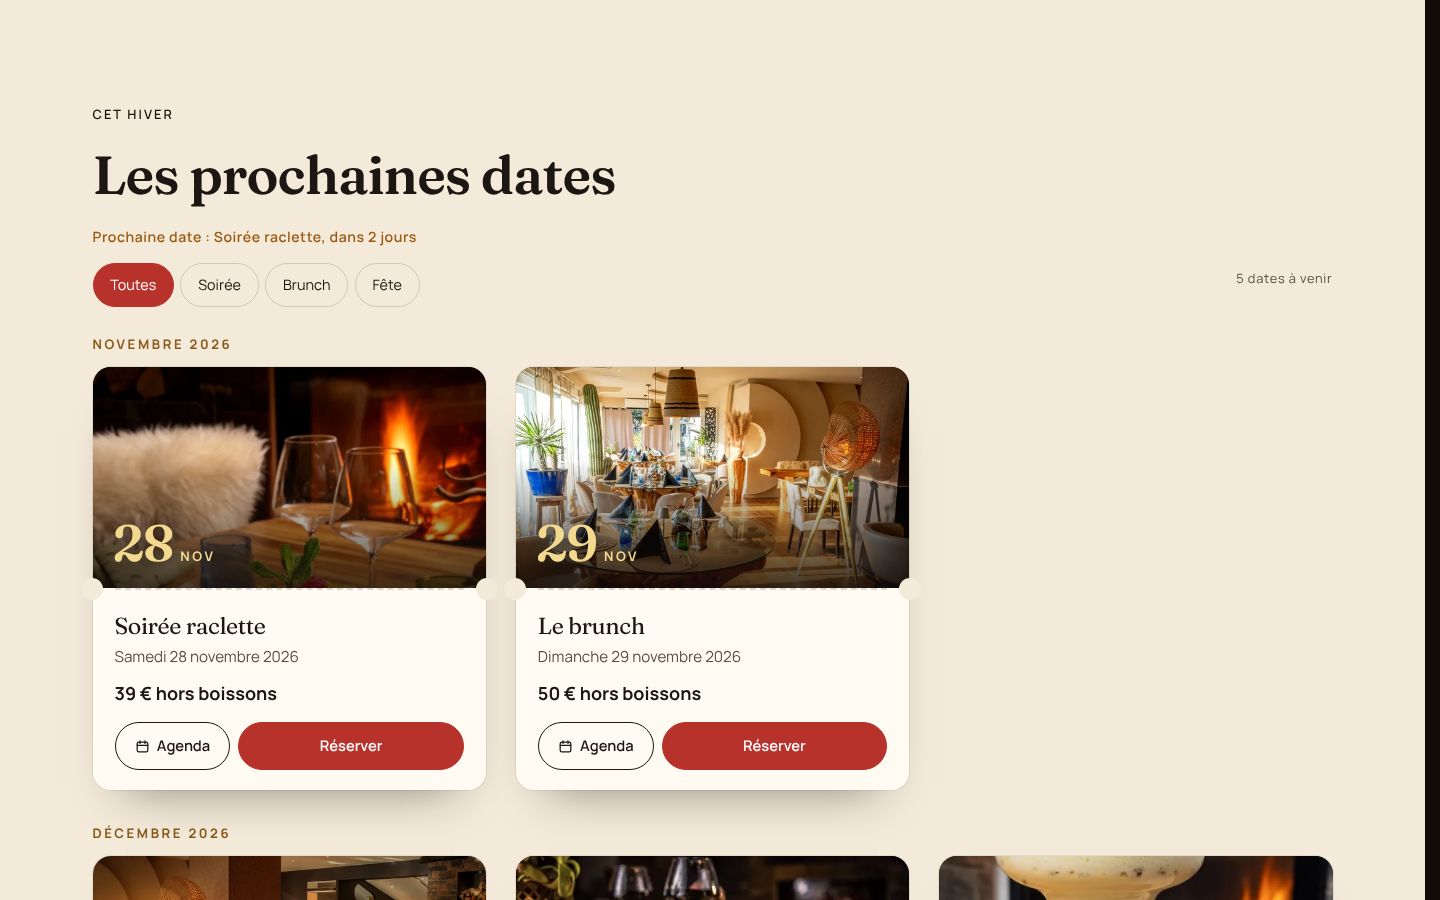 CET HIVER
Les prochaines dates
Prochaine date : Soirée raclette, dans 2 jours
Toutes
Soirée
Brunch
Fête
5 dates à venir
NOVEMBRE 2026
28 NOV
Soirée raclette
Samedi 28 novembre 2026
39 € hors boissons
Agenda
Réserver
29 NOV
Le brunch
Dimanche 29 novembre 2026
50 € hors boissons
Agenda
Réserver
DÉCEMBRE 2026